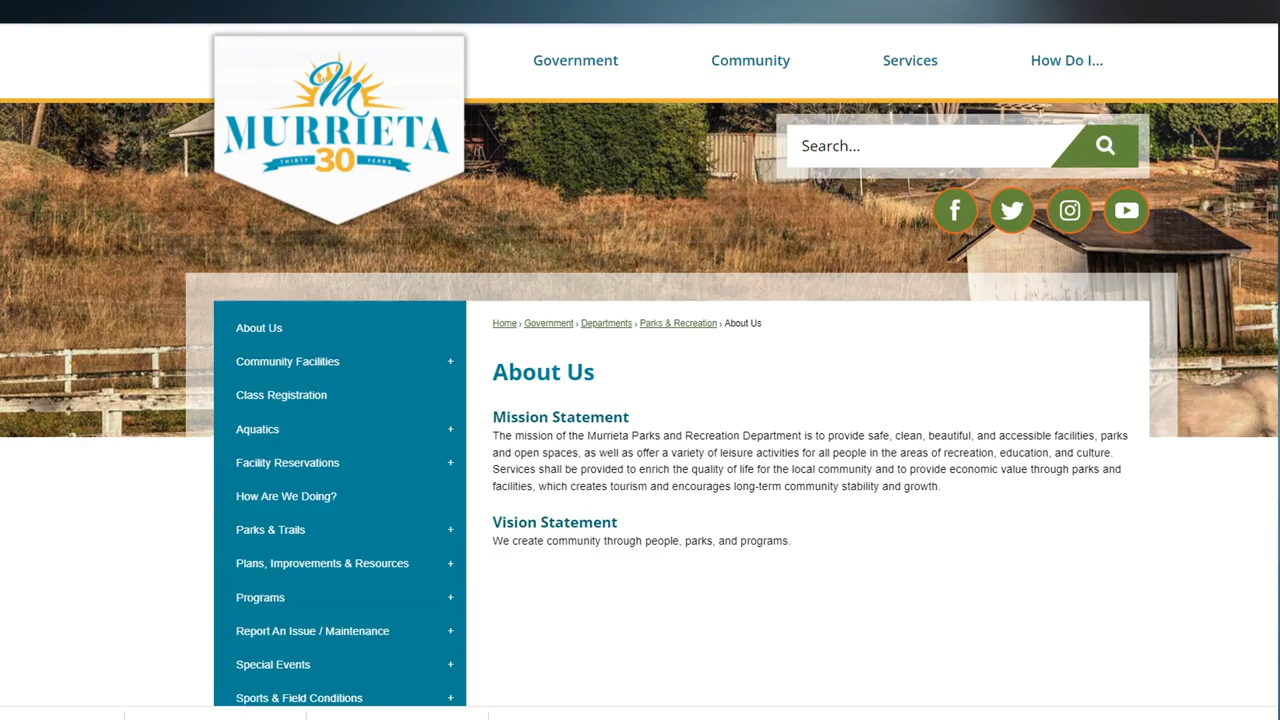 Government
Community
Services
How Do I...
M
MURRIETA
THIRTY 30 YEARS
Search...
About Us
Community Facilities +
Class Registration
Aquatics +
Facility Reservations +
How Are We Doing?
Parks & Trails +
Plans, Improvements & Resources +
Programs +
Report An Issue / Maintenance +
Special Events +
Sports & Field Conditions +
Home › Government › Departments › Parks & Recreation › About Us
About Us
Mission Statement
The mission of the Murrieta Parks and Recreation Department is to provide safe, clean, beautiful, and accessible facilities, parks
and open spaces, as well as offer a variety of leisure activities for all people in the areas of recreation, education, and culture.
Services shall be provided to enrich the quality of life for the local community and to provide economic value through parks and
facilities, which creates tourism and encourages long-term community stability and growth.
Vision Statement
We create community through people, parks, and programs.